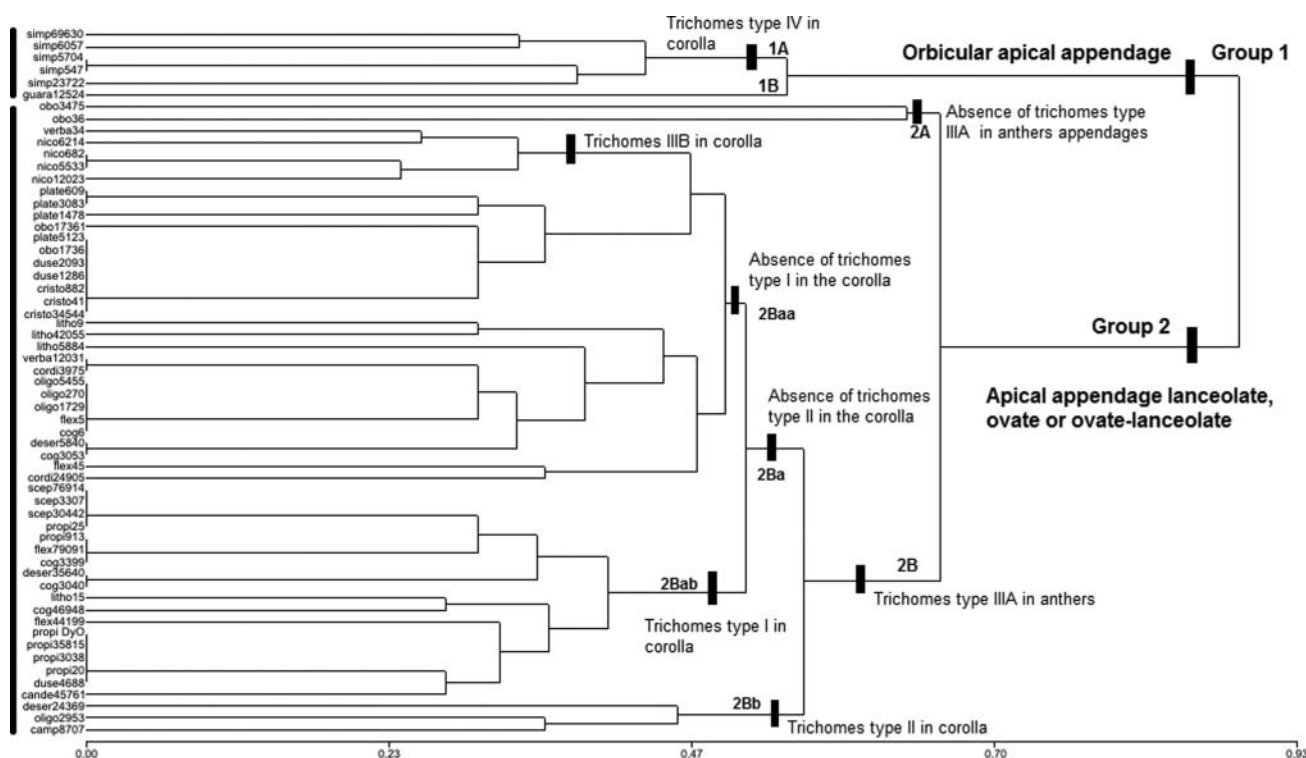 simp69630
simp6057
simp5704
simp547
simp23722
guara12524
obo3475
obo36
verba34
nico6214
nico682
nico5533
nico12023
plate609
plate3083
plate1478
obo17361
plate5123
obo1736
duse2093
duse1286
cristo882
cristo41
cristo34544
litho9
litho42055
litho5884
verba12031
cordi3975
oligo5455
oligo270
oligo1729
flex5
cog6
deser5840
cog3053
flex45
cordi24905
scep76914
scep3307
scep30442
propi25
propi913
flex79091
cog3399
deser35640
cog3040
litho15
cog46948
flex44199
propi DyO
propi35815
propi3038
propi20
duse4688
cande45761
deser24369
oligo2953
camp8707
Trichomes type IV in
corolla
1A
1B
Orbicular apical appendage
Group 1
2A
Absence of trichomes type
IIIA in anthers appendages
Trichomes IIIB in corolla
Absence of trichomes
type I in the corolla
2Baa
Group 2
Apical appendage lanceolate,
ovate or ovate-lanceolate
Absence of trichomes
type II in the corolla
2Ba
2B
Trichomes type IIIA in anthers
2Bab
Trichomes type I in
corolla
2Bb
Trichomes type II in corolla
0.00
0.23
0.47
0.70
0.93